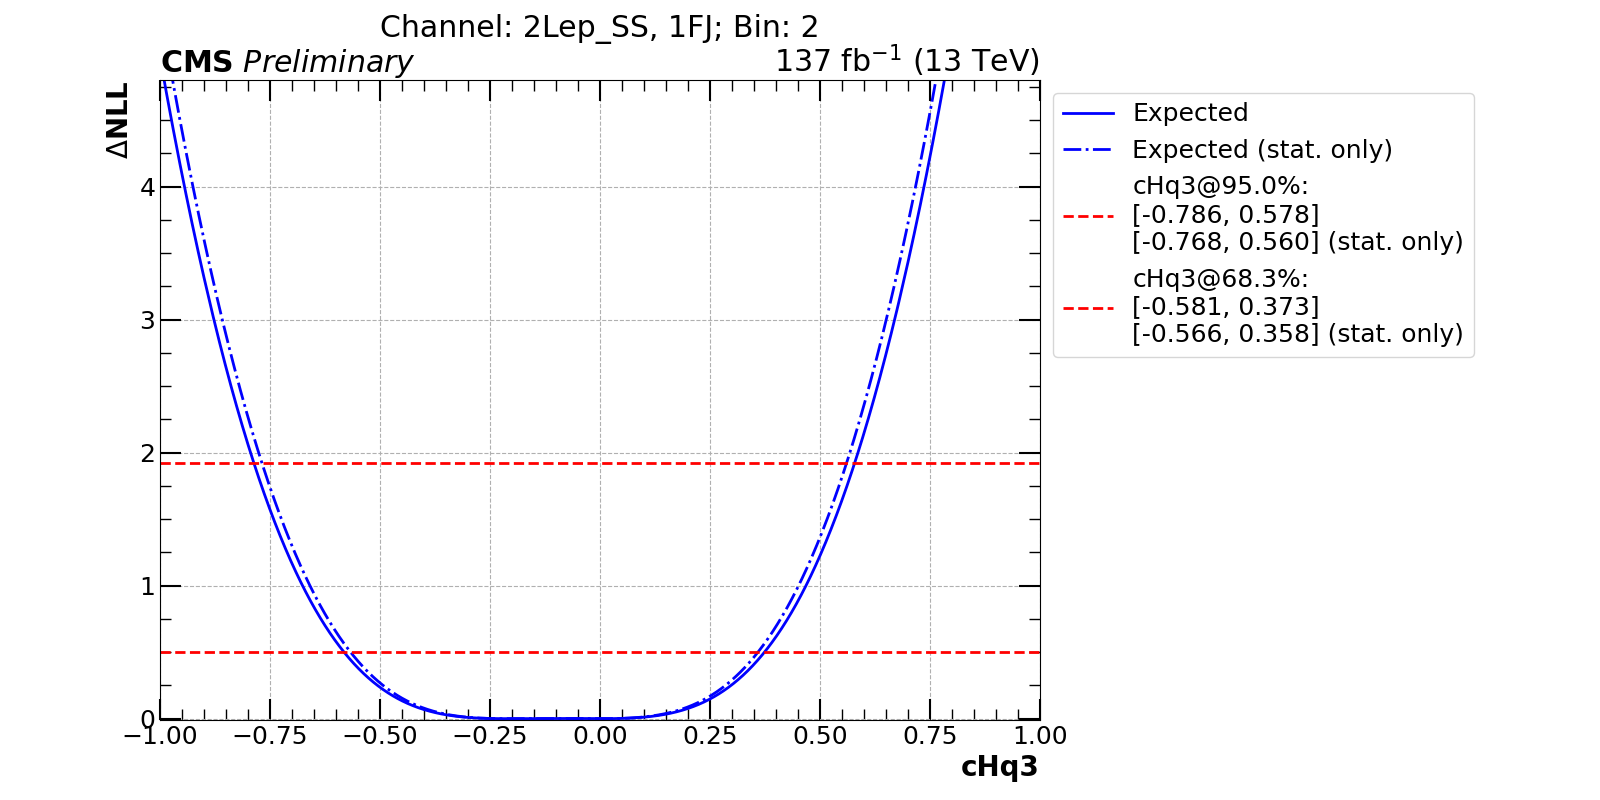 Channel: 2Lep_SS, 1FJ; Bin: 2
CMS Preliminary
137 fb⁻¹ (13 TeV)
ΔNLL
4
3
2
1
0
−1.00 −0.75 −0.50 −0.25 0.00 0.25 0.50 0.75 1.00
cHq3
Expected
Expected (stat. only)
cHq3@95.0%:
[-0.786, 0.578]
[-0.768, 0.560] (stat. only)
cHq3@68.3%:
[-0.581, 0.373]
[-0.566, 0.358] (stat. only)